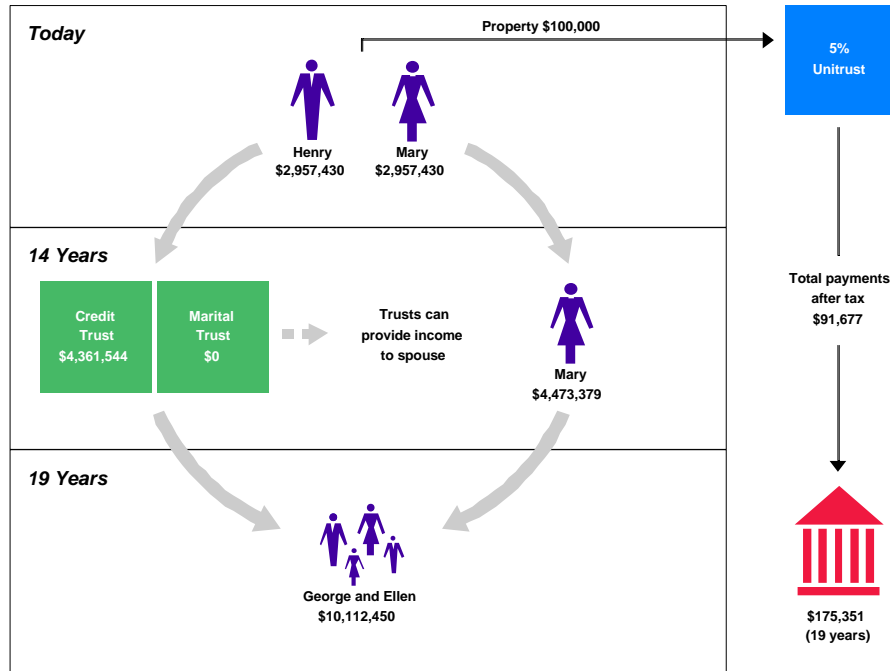 Today
Property $100,000
5%
Unitrust
Henry
$2,957,430
Mary
$2,957,430
14 Years
Credit
Trust
$4,361,544
Marital
Trust
$0
Trusts can
provide income
to spouse
Mary
$4,473,379
Total payments
after tax
$91,677
19 Years
George and Ellen
$10,112,450
$175,351
(19 years)